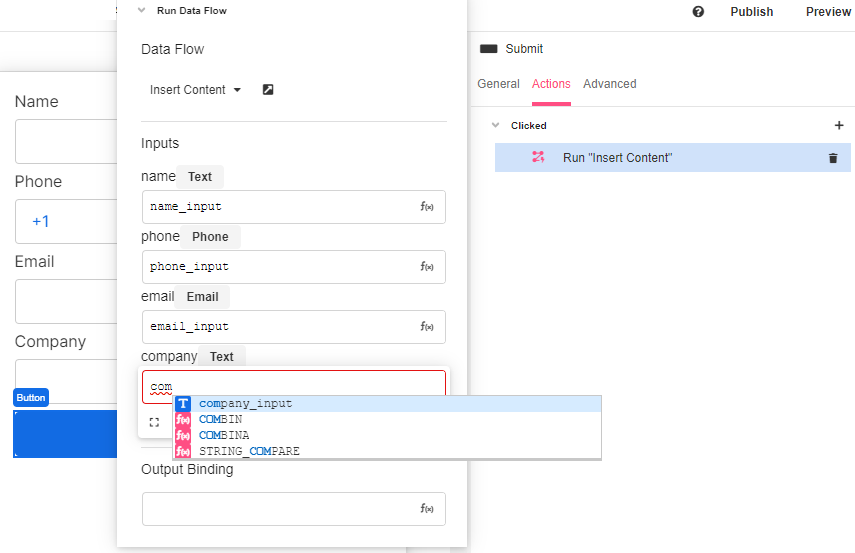 Run Data Flow
Publish
Preview
Data Flow
Submit
Insert Content
General
Actions
Advanced
Name
Clicked
Inputs
Run "Insert Content"
name Text
Phone
name_input
f(x)
+1
phone Phone
Email
phone_input
f(x)
email Email
email_input
f(x)
Company
company Text
com
Button
T company_input
f(x) COMBIN
f(x) COMBINA
f(x) STRING_COMPARE
Output Binding
f(x)